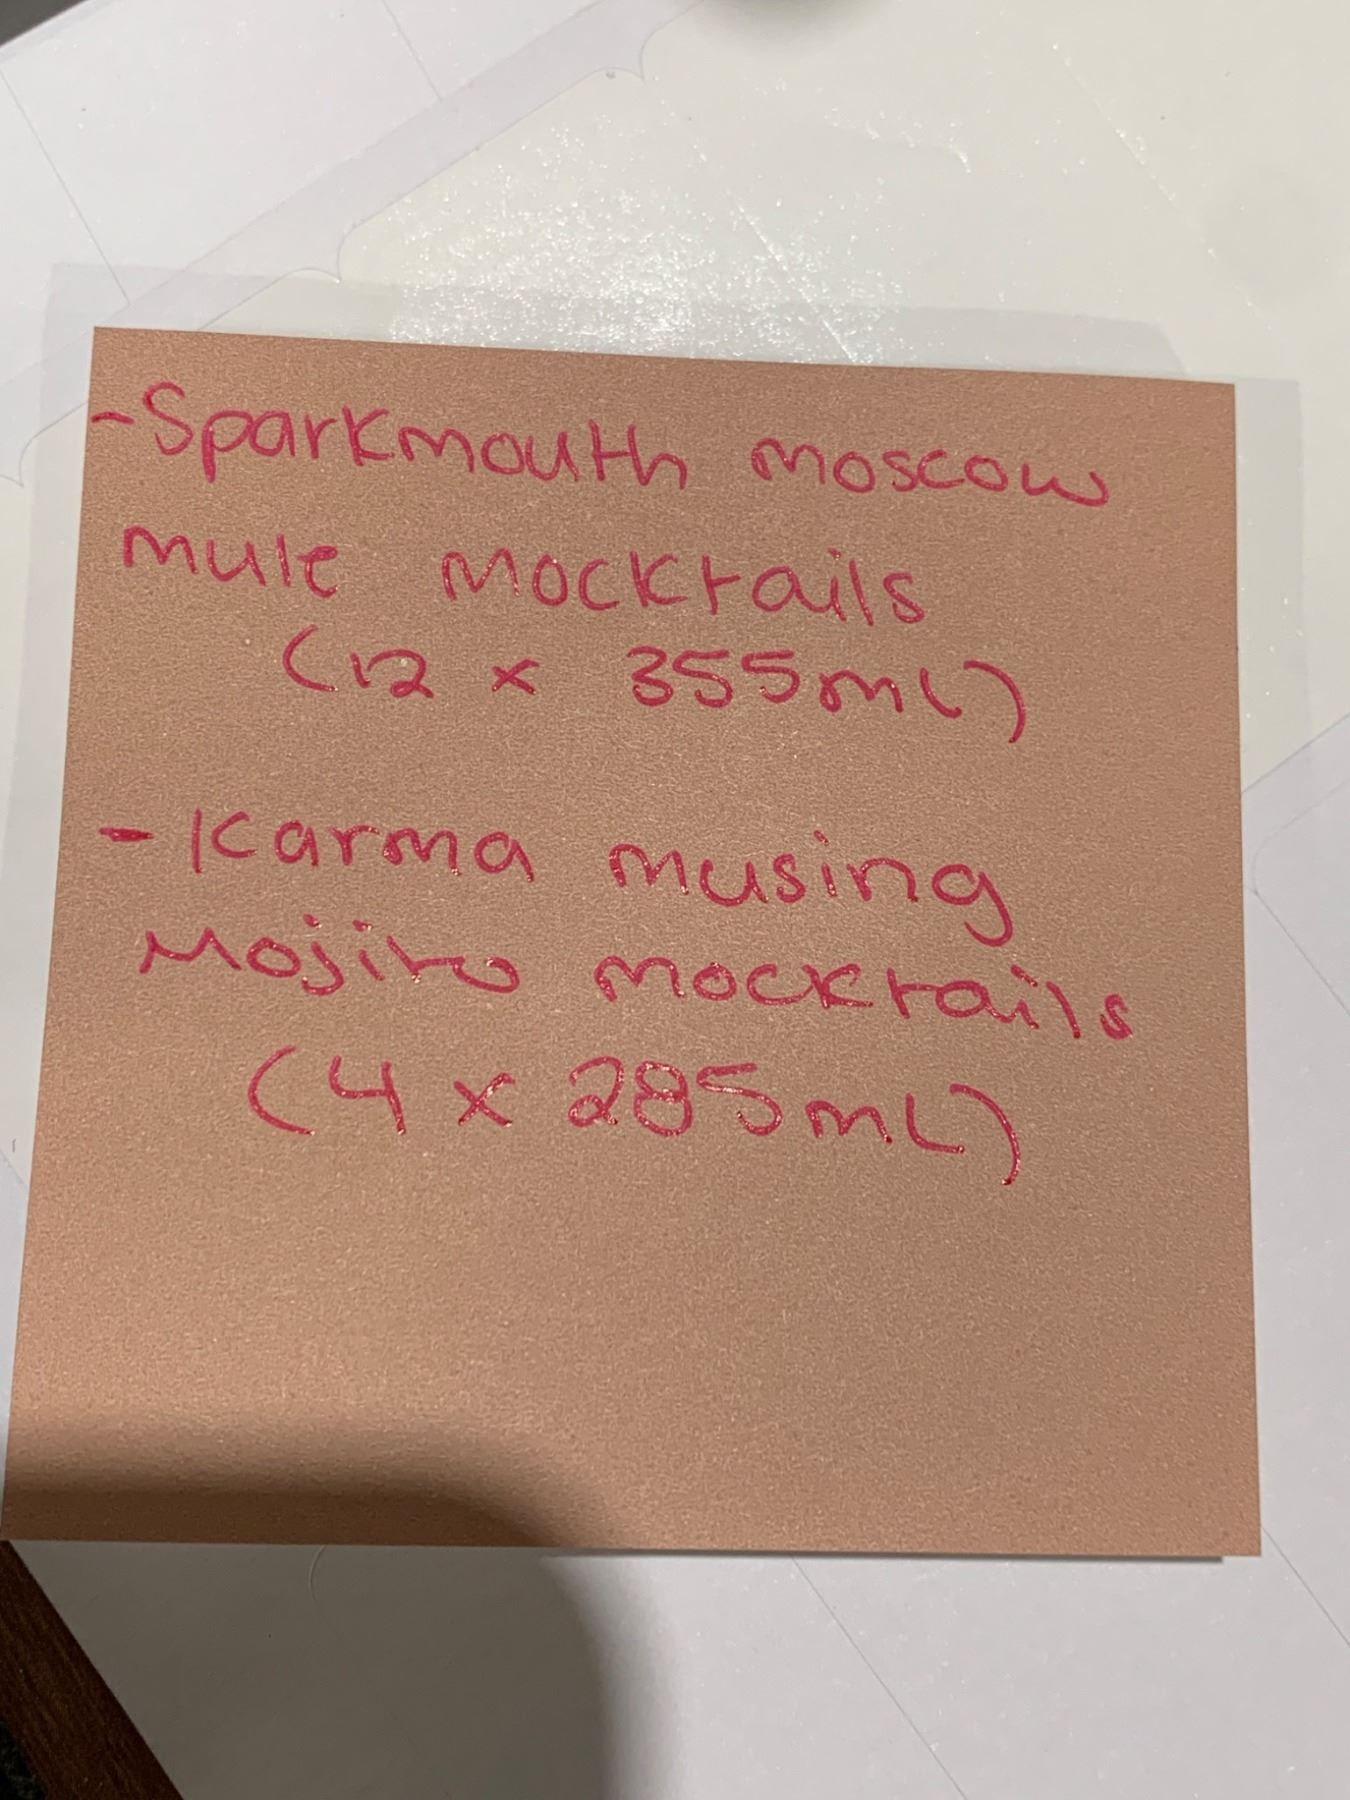 - Sparkmouth moscow
mule mocktails
(12 x 355mL)
- Karma musing
Mojito mocktails
(4 x 285mL)